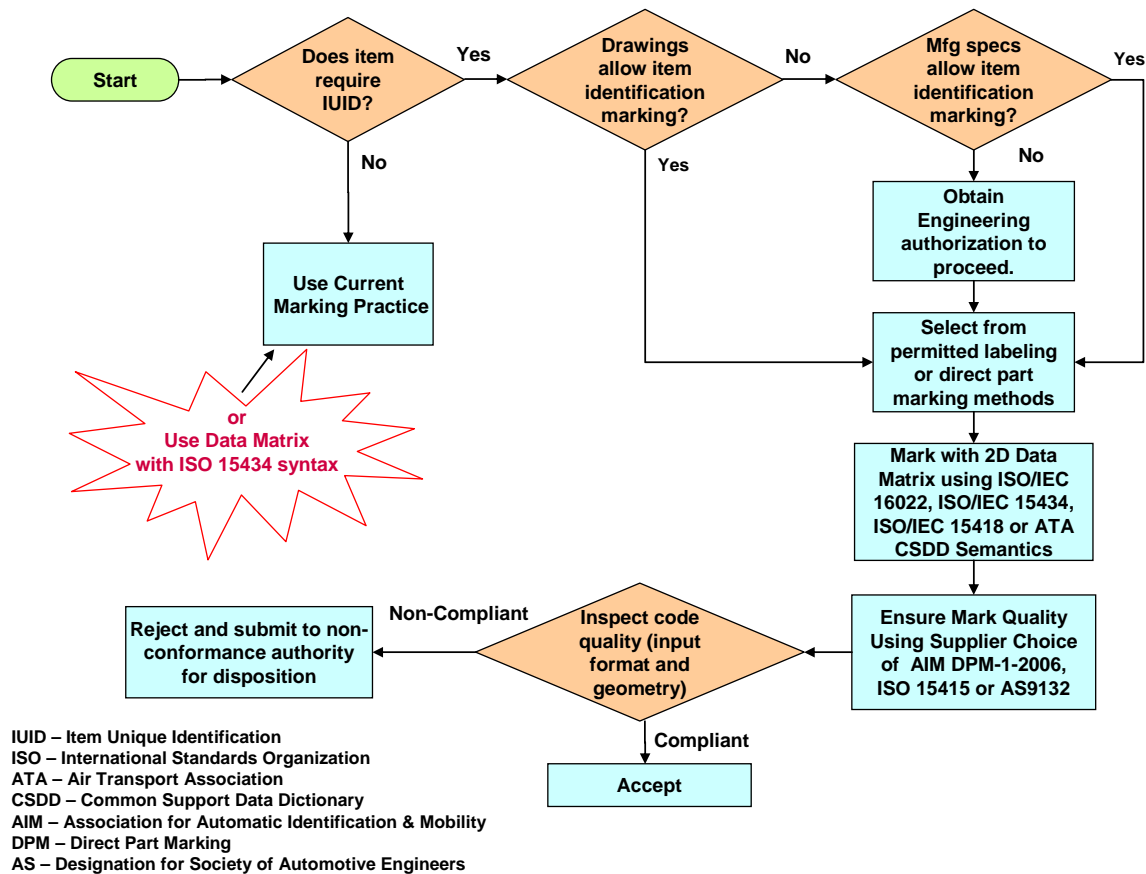 Start
Does item
require
IUID?
Yes
No
Drawings
allow item
identification
marking?
No
Yes
Mfg specs
allow item
identification
marking?
Yes
No
Obtain
Engineering
authorization to
proceed.
Use Current
Marking Practice
or
Use Data Matrix
with ISO 15434 syntax
Select from
permitted labeling
or direct part
marking methods
Mark with 2D Data
Matrix using ISO/IEC
16022, ISO/IEC 15434,
ISO/IEC 15418 or ATA
CSDD Semantics
Ensure Mark Quality
Using Supplier Choice
of AIM DPM-1-2006,
ISO 15415 or AS9132
Inspect code
quality (input
format and
geometry)
Non-Compliant
Reject and submit to non-
conformance authority
for disposition
Compliant
Accept
IUID – Item Unique Identification
ISO – International Standards Organization
ATA – Air Transport Association
CSDD – Common Support Data Dictionary
AIM – Association for Automatic Identification & Mobility
DPM – Direct Part Marking
AS – Designation for Society of Automotive Engineers